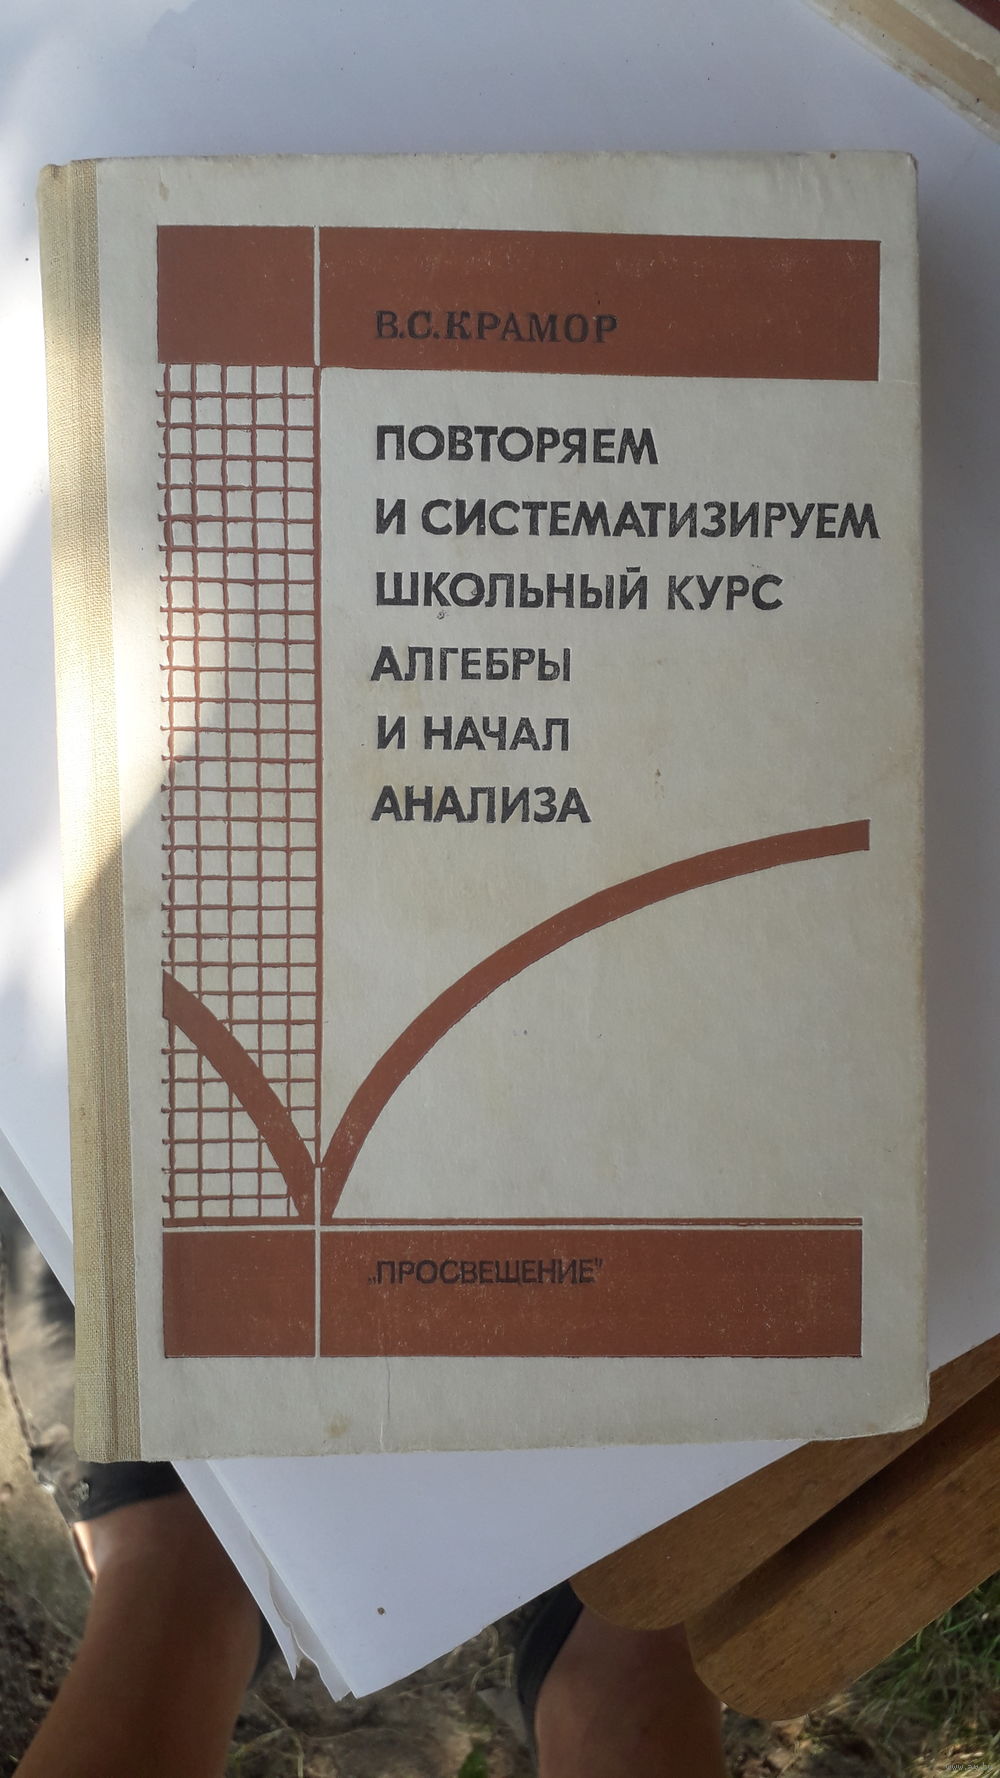 В.С.КРАМОР
ПОВТОРЯЕМ
И СИСТЕМАТИЗИРУЕМ
ШКОЛЬНЫЙ КУРС
АЛГЕБРЫ
И НАЧАЛ
АНАЛИЗА
„ПРОСВЕЩЕНИЕ"